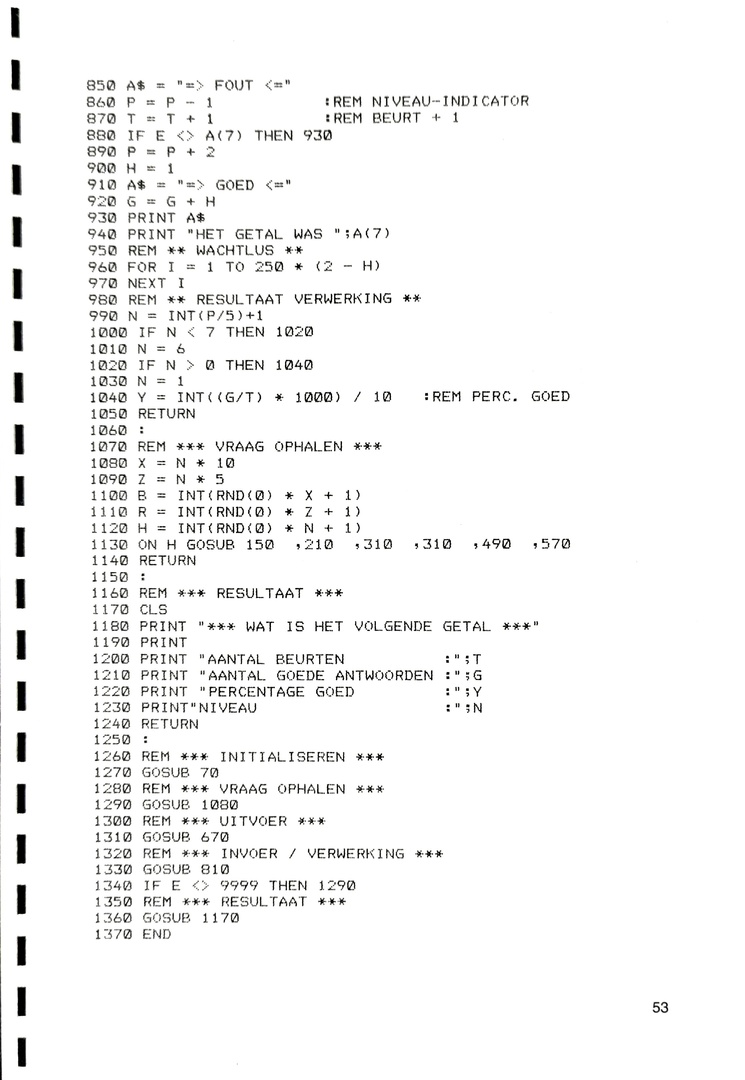 850 A$ = "=> FOUT <="
860 P = P - 1 :REM NIVEAU-INDICATOR
870 T = T + 1 :REM BEURT + 1
880 IF E <> A(7) THEN 930
890 P = P + 2
900 H = 1
910 A$ = "=> GOED <="
920 G = G + H
930 PRINT A$
940 PRINT "HET GETAL WAS ";A(7)
950 REM ** WACHTLUS **
960 FOR I = 1 TO 250 * (2 - H)
970 NEXT I
980 REM ** RESULTAAT VERWERKING **
990 N = INT(P/5)+1
1000 IF N < 7 THEN 1020
1010 N = 6
1020 IF N > 0 THEN 1040
1030 N = 1
1040 Y = INT((G/T) * 1000) / 10 :REM PERC. GOED
1050 RETURN
1060 :
1070 REM *** VRAAG OPHALEN ***
1080 X = N * 10
1090 Z = N * 5
1100 B = INT(RND(0) * X + 1)
1110 R = INT(RND(0) * Z + 1)
1120 H = INT(RND(0) * N + 1)
1130 ON H GOSUB 150 ,210 ,310 ,310 ,490 ,570
1140 RETURN
1150 :
1160 REM *** RESULTAAT ***
1170 CLS
1180 PRINT "*** WAT IS HET VOLGENDE GETAL ***"
1190 PRINT
1200 PRINT "AANTAL BEURTEN :";T
1210 PRINT "AANTAL GOEDE ANTWOORDEN :";G
1220 PRINT "PERCENTAGE GOED :";Y
1230 PRINT"NIVEAU :";N
1240 RETURN
1250 :
1260 REM *** INITIALISEREN ***
1270 GOSUB 70
1280 REM *** VRAAG OPHALEN ***
1290 GOSUB 1080
1300 REM *** UITVOER ***
1310 GOSUB 670
1320 REM *** INVOER / VERWERKING ***
1330 GOSUB 810
1340 IF E <> 9999 THEN 1290
1350 REM *** RESULTAAT ***
1360 GOSUB 1170
1370 END
53